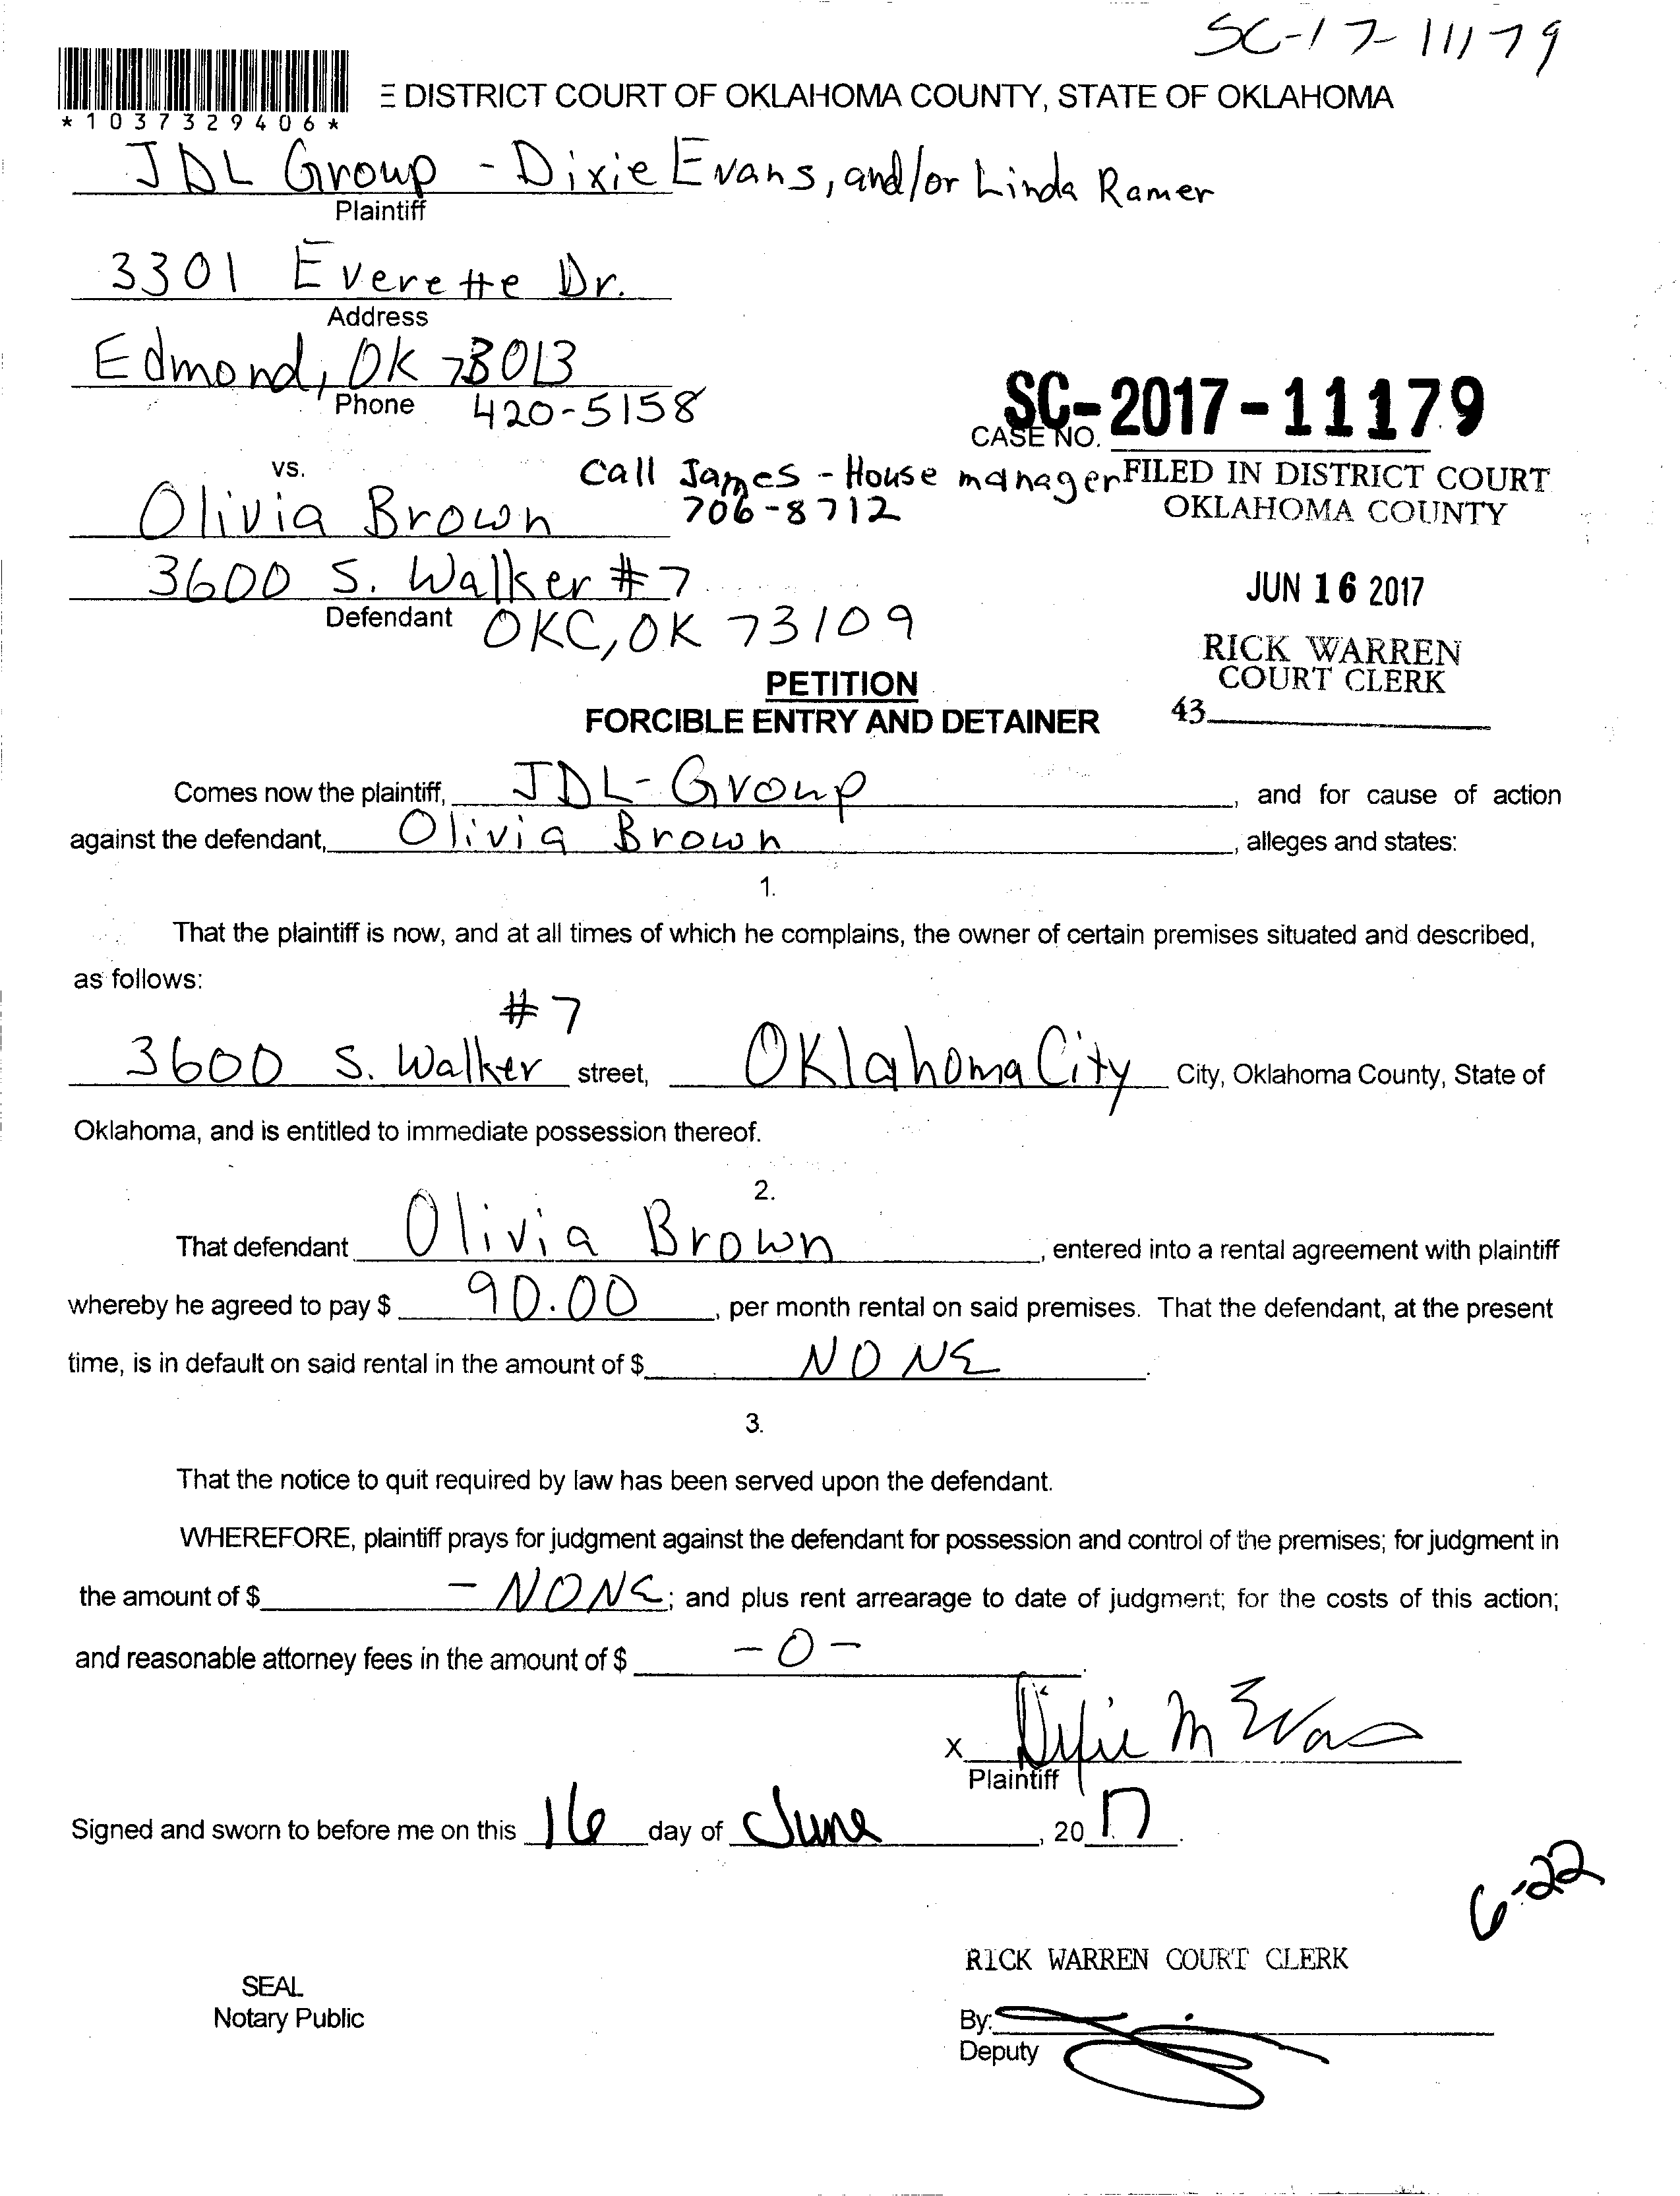 SC-17-11179
E DISTRICT COURT OF OKLAHOMA COUNTY, STATE OF OKLAHOMA
*1037329406*
JDL Group - Dixie Evans, and/or Linda Ramer
Plaintiff
3301 Everette Dr.
Address
Edmond, OK 73013
Phone 420-5158
SC-2017-11179
CASE NO.
vs. Call James - House manager
706-8712
FILED IN DISTRICT COURT
OKLAHOMA COUNTY
Olivia Brown
3600 S. Walker #7
Defendant OKC, OK 73109
JUN 16 2017
RICK WARREN
COURT CLERK
43
PETITION
FORCIBLE ENTRY AND DETAINER
Comes now the plaintiff, JDL-Group, and for cause of action
against the defendant, Olivia Brown, alleges and states:
1.
That the plaintiff is now, and at all times of which he complains, the owner of certain premises situated and described,
as follows:
#7
3600 S. Walker street, Oklahoma City City, Oklahoma County, State of
Oklahoma, and is entitled to immediate possession thereof.
2.
That defendant Olivia Brown, entered into a rental agreement with plaintiff
whereby he agreed to pay $ 90.00, per month rental on said premises. That the defendant, at the present
time, is in default on said rental in the amount of $ NONE.
3.
That the notice to quit required by law has been served upon the defendant.
WHEREFORE, plaintiff prays for judgment against the defendant for possession and control of the premises; for judgment in
the amount of $ - NONE; and plus rent arrearage to date of judgment; for the costs of this action;
and reasonable attorney fees in the amount of $ -0-.
X Dixie M Evans
Plaintiff
Signed and sworn to before me on this 16 day of June, 2017.
6-22
RICK WARREN COURT CLERK
SEAL
Notary Public
By:
Deputy